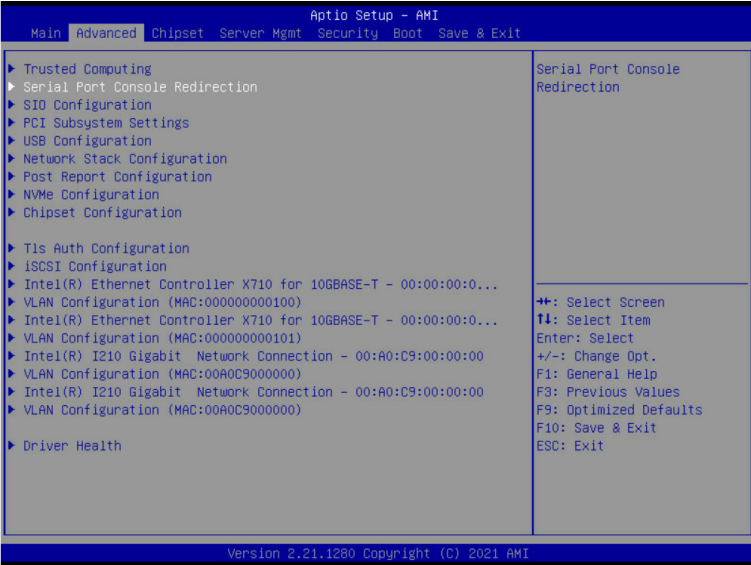 Aptio Setup – AMI
Main Advanced Chipset Server Mgmt Security Boot Save & Exit
▶ Trusted Computing
▶ Serial Port Console Redirection
▶ SIO Configuration
▶ PCI Subsystem Settings
▶ USB Configuration
▶ Network Stack Configuration
▶ Post Report Configuration
▶ NVMe Configuration
▶ Chipset Configuration
▶ Tls Auth Configuration
▶ iSCSI Configuration
▶ Intel(R) Ethernet Controller X710 for 10GBASE-T - 00:00:00:0...
▶ VLAN Configuration (MAC:000000000100)
▶ Intel(R) Ethernet Controller X710 for 10GBASE-T - 00:00:00:0...
▶ VLAN Configuration (MAC:000000000101)
▶ Intel(R) I210 Gigabit  Network Connection - 00:A0:C9:00:00:00
▶ VLAN Configuration (MAC:00A0C9000000)
▶ Intel(R) I210 Gigabit  Network Connection - 00:A0:C9:00:00:00
▶ VLAN Configuration (MAC:00A0C9000000)
▶ Driver Health
Serial Port Console
Redirection
→←: Select Screen
↑↓: Select Item
Enter: Select
+/-: Change Opt.
F1: General Help
F3: Previous Values
F9: Optimized Defaults
F10: Save & Exit
ESC: Exit
Version 2.21.1280 Copyright (C) 2021 AMI